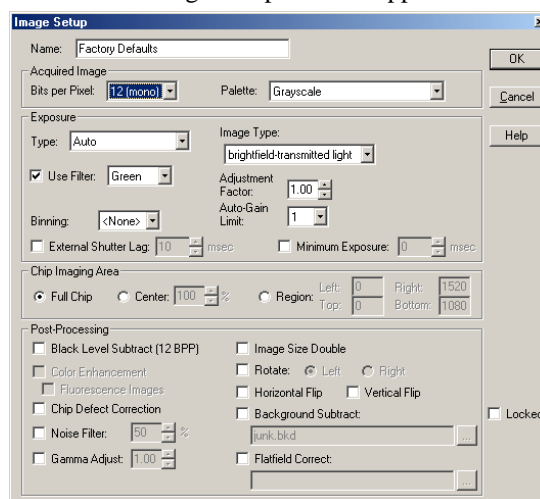 Image Setup
Name: Factory Defaults
OK
Acquired Image
Bits per Pixel: 12 (mono) Palette: Grayscale
Cancel
Exposure
Help
Type: Auto Image Type:
brightfield-transmitted light
Use Filter: Green Adjustment Factor: 1.00
Binning: <None> Auto-Gain Limit: 1
External Shutter Lag: 10 msec Minimum Exposure: 0 msec
Chip Imaging Area
Full Chip Center: 100 % Region: Left: 0 Right: 1520
Top: 0 Bottom: 1080
Post-Processing
Black Level Subtract (12 BPP) Image Size Double
Color Enhancement Rotate: Left Right
Fluorescence Images Horizontal Flip Vertical Flip
Chip Defect Correction Background Subtract: Locked
Noise Filter: 50 % junk.bkd ...
Gamma Adjust: 1.00 Flatfield Correct:
...